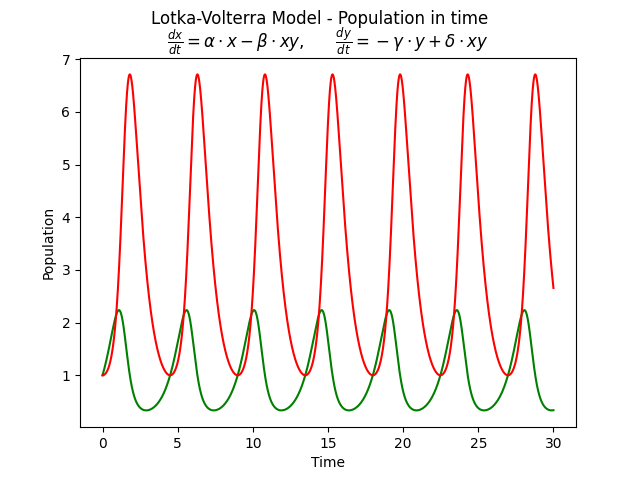 Lotka-Volterra Model - Population in time
dx/dt = α · x − β · xy, dy/dt = −γ · y + δ · xy
7
6
5
4
3
2
1
Population
0 5 10 15 20 25 30
Time